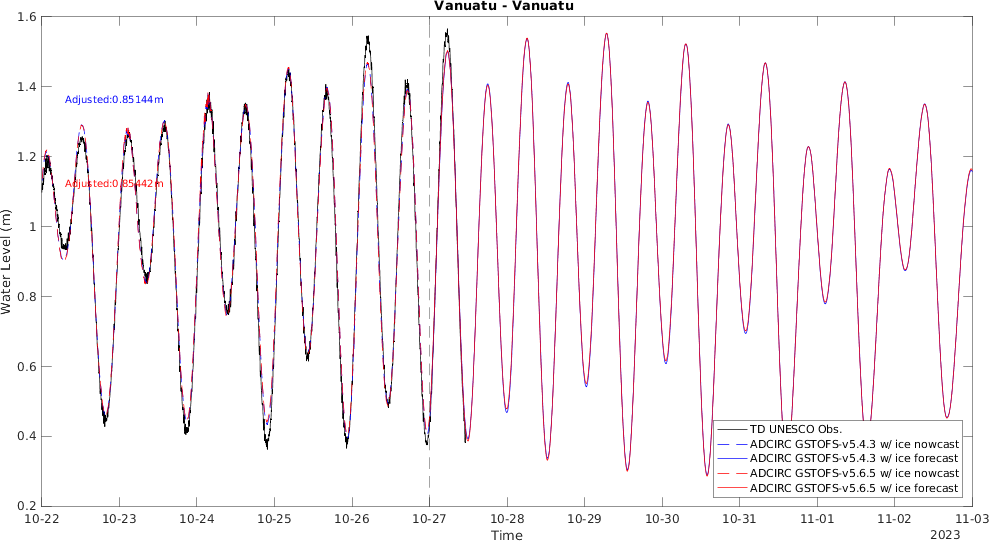 Vanuatu - Vanuatu
1.6
1.4
1.2
1
0.8
0.6
0.4
0.2
Water Level (m)
Adjusted:0.85144m
Adjusted:0.85442m
TD UNESCO Obs.
ADCIRC GSTOFS-v5.4.3 w/ ice nowcast
ADCIRC GSTOFS-v5.4.3 w/ ice forecast
ADCIRC GSTOFS-v5.6.5 w/ ice nowcast
ADCIRC GSTOFS-v5.6.5 w/ ice forecast
10-22 10-23 10-24 10-25 10-26 10-27 10-28 10-29 10-30 10-31 11-01 11-02 11-03
Time
2023